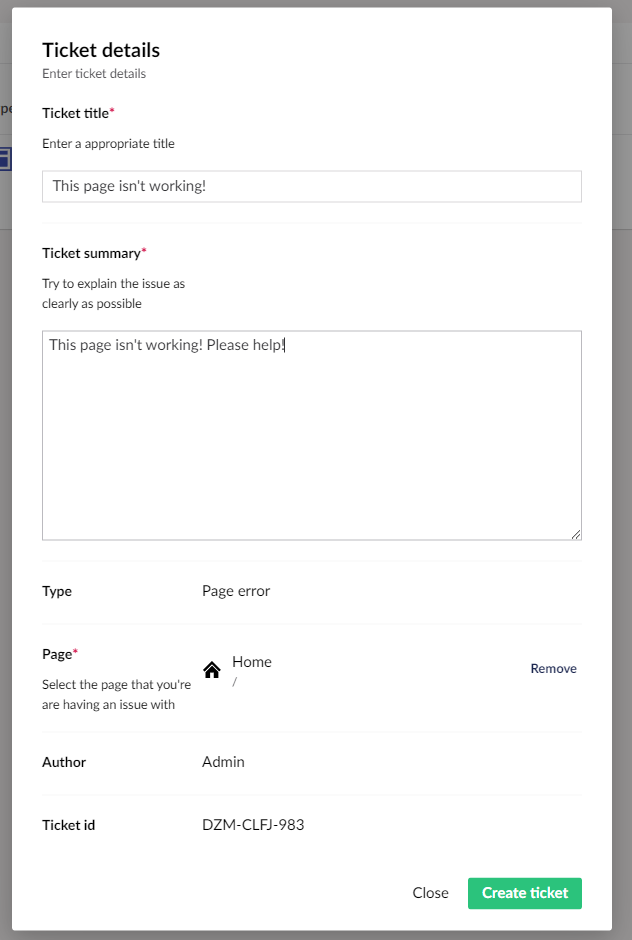 Ticket details
Enter ticket details
Ticket title*
Enter a appropriate title
This page isn't working!
Ticket summary*
Try to explain the issue as
clearly as possible
This page isn't working! Please help!
Type Page error
Page*
Home
/
Remove
Select the page that you're
are having an issue with
Author Admin
Ticket id DZM-CLFJ-983
Close Create ticket